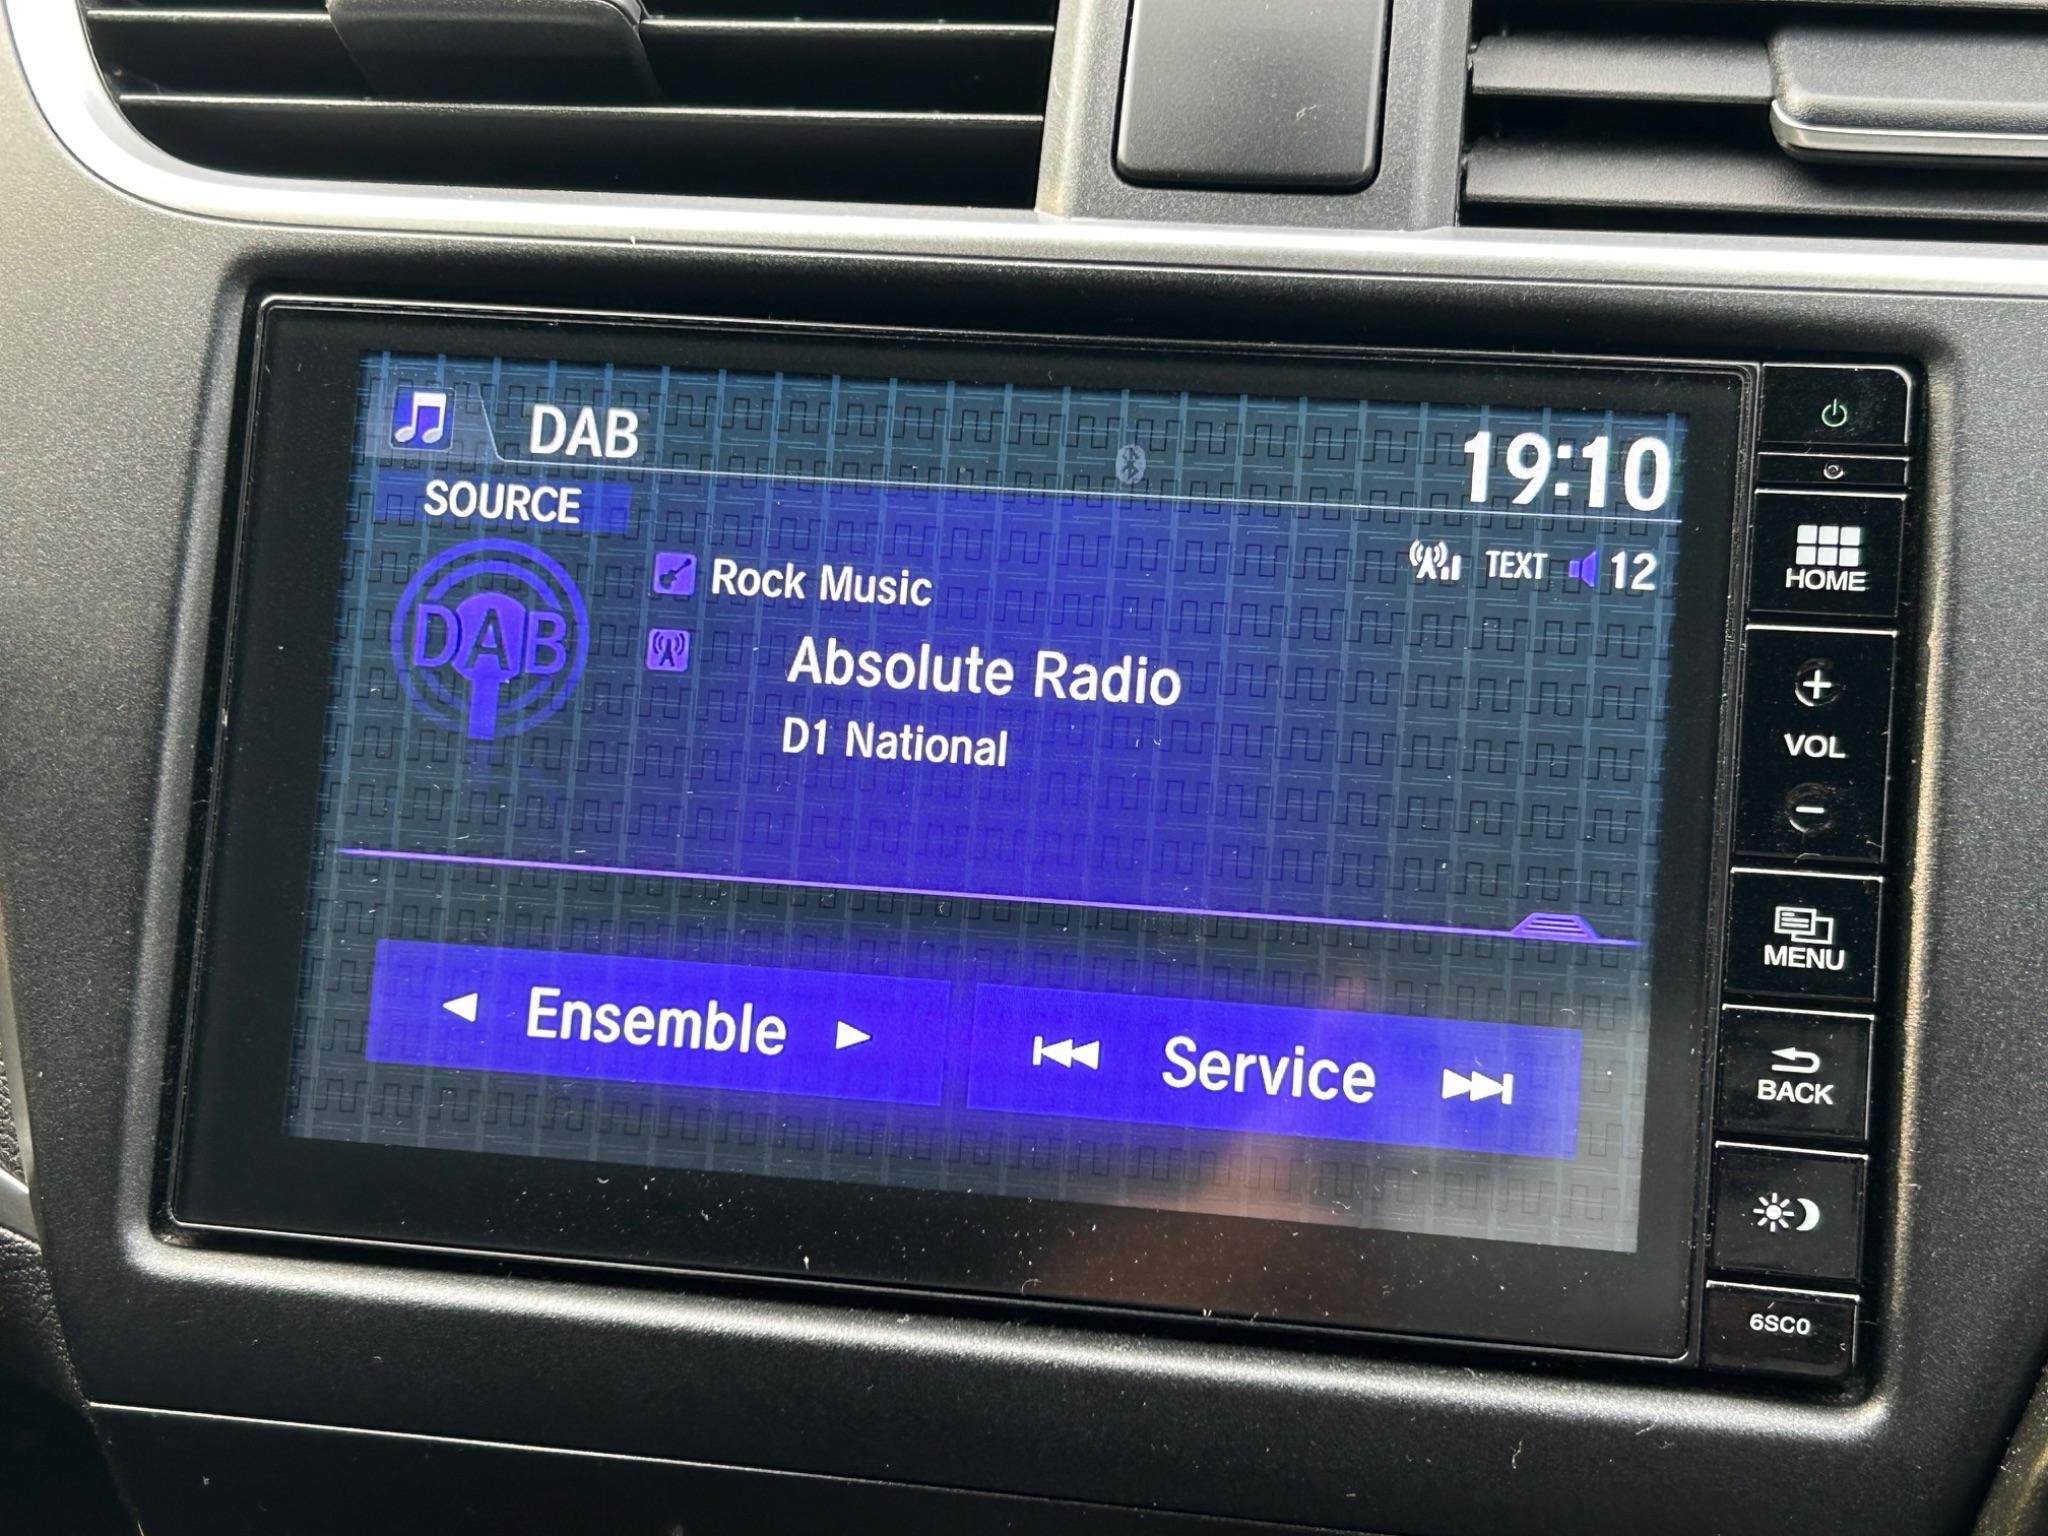 DAB
19:10
SOURCE
TEXT 12
Rock Music
DAB
Absolute Radio
D1 National
Ensemble
Service
HOME
+
VOL
-
MENU
BACK
6SC0